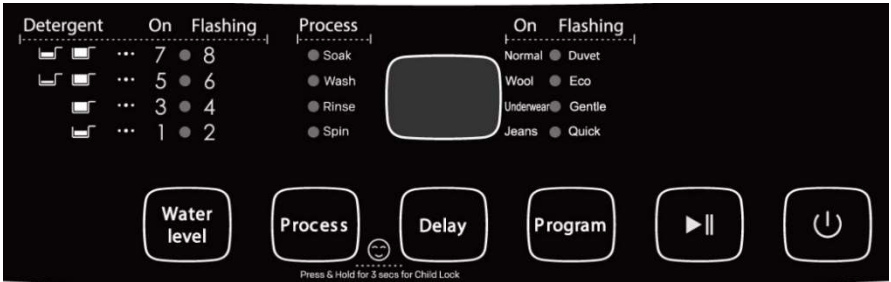 Detergent On Flashing Process On Flashing
7 8 Soak Normal Duvet
5 6 Wash Wool Eco
3 4 Rinse Underwear Gentle
1 2 Spin Jeans Quick
Water
level
Process
Delay
Program
Press & Hold for 3 secs for Child Lock